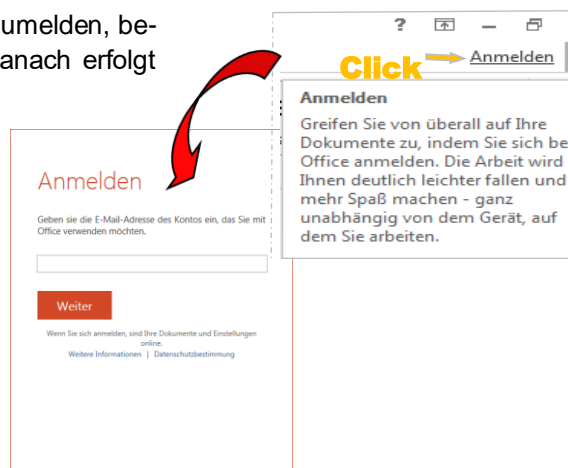 umelden, be-
anach erfolgt
?
Click
Anmelden
Anmelden
Greifen Sie von überall auf Ihre
Dokumente zu, indem Sie sich be
Office anmelden. Die Arbeit wird
Ihnen deutlich leichter fallen und
mehr Spaß machen - ganz
unabhängig von dem Gerät, auf
dem Sie arbeiten.
Anmelden
Geben sie die E-Mail-Adresse des Kontos ein, das Sie mit
Office verwenden möchten.
Weiter
Wenn Sie sich anmelden, sind Ihre Dokumente und Einstellungen
online.
Weitere Informationen | Datenschutzbestimmung